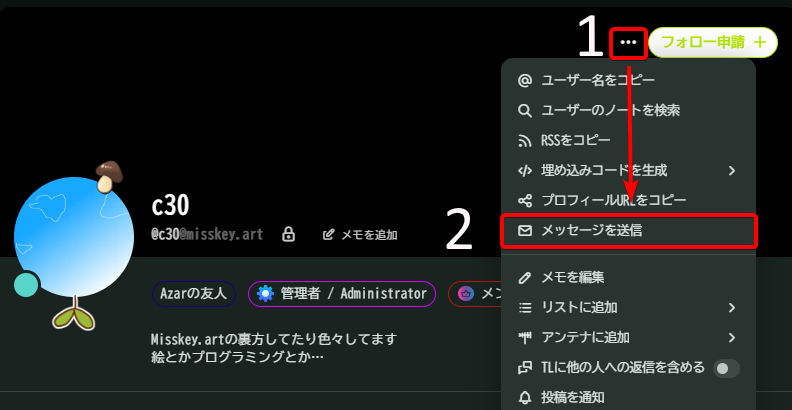 1
フォロー申請 +
@ ユーザー名をコピー
ユーザーのノートを検索
RSSをコピー
埋め込みコードを生成
プロフィールURLをコピー
2
メッセージを送信
メモを編集
リストに追加
アンテナに追加
TLに他の人への返信を含める
投稿を通知
c30
@c30@misskey.art
メモを追加
Azarの友人
管理者 / Administrator
メン
Misskey.artの裏方してたり色々してます
絵とかプログラミングとか…